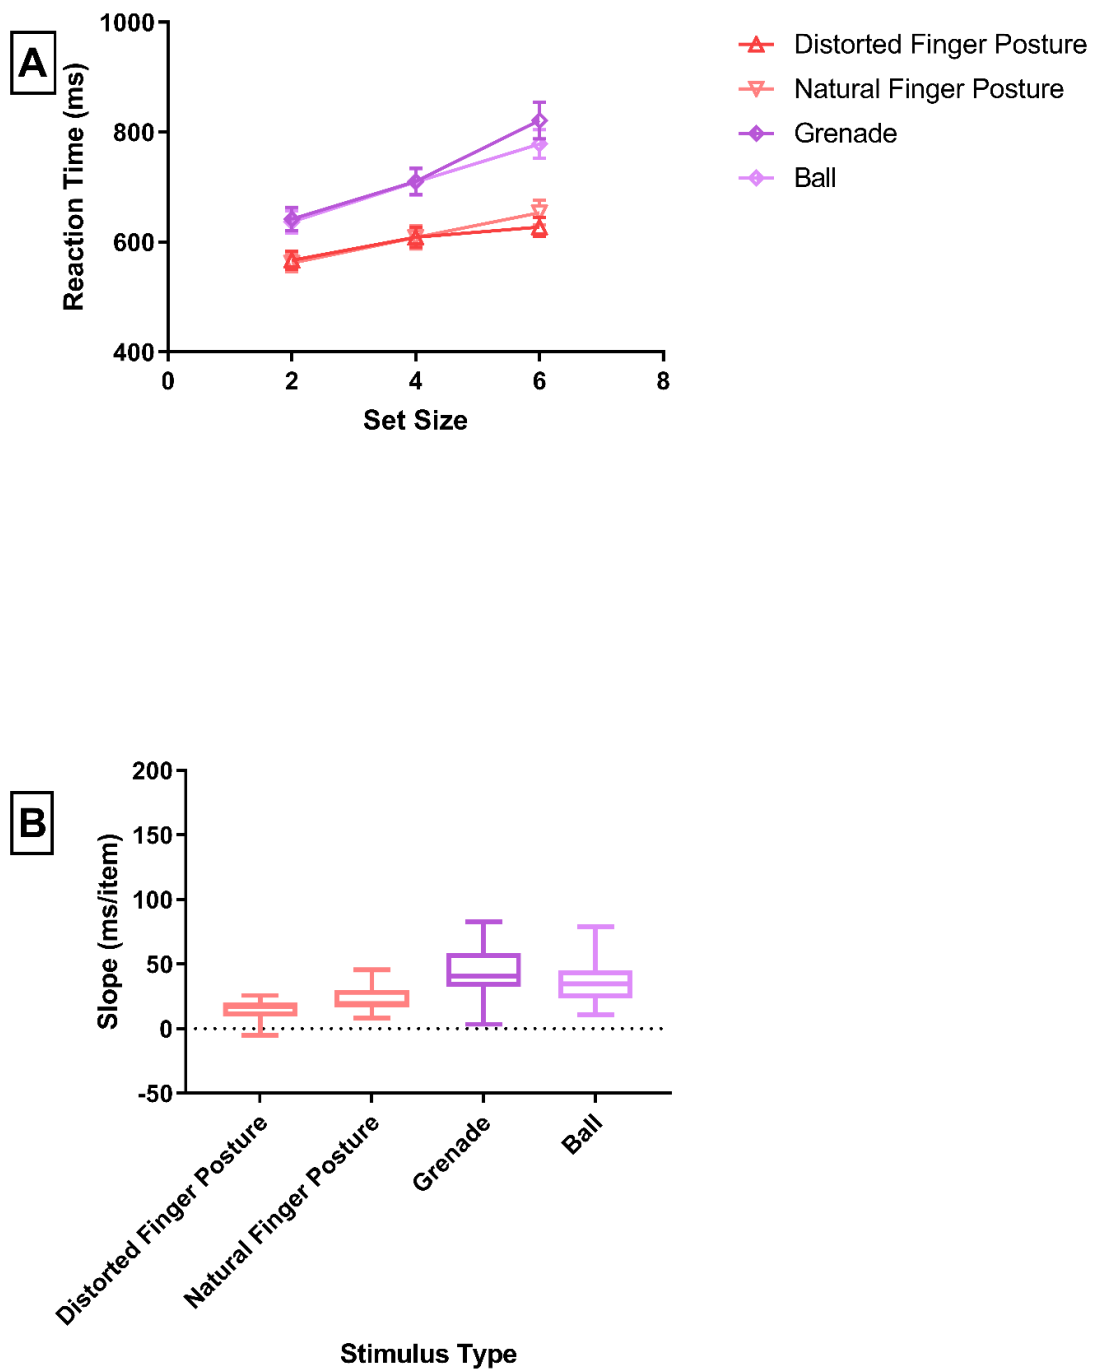 A
1000
800
600
400
Reaction Time (ms)
0 2 4 6 8
Set Size
Distorted Finger Posture
Natural Finger Posture
Grenade
Ball
B
200
150
100
50
0
-50
Slope (ms/item)
Distorted Finger Posture
Natural Finger Posture
Grenade
Ball
Stimulus Type